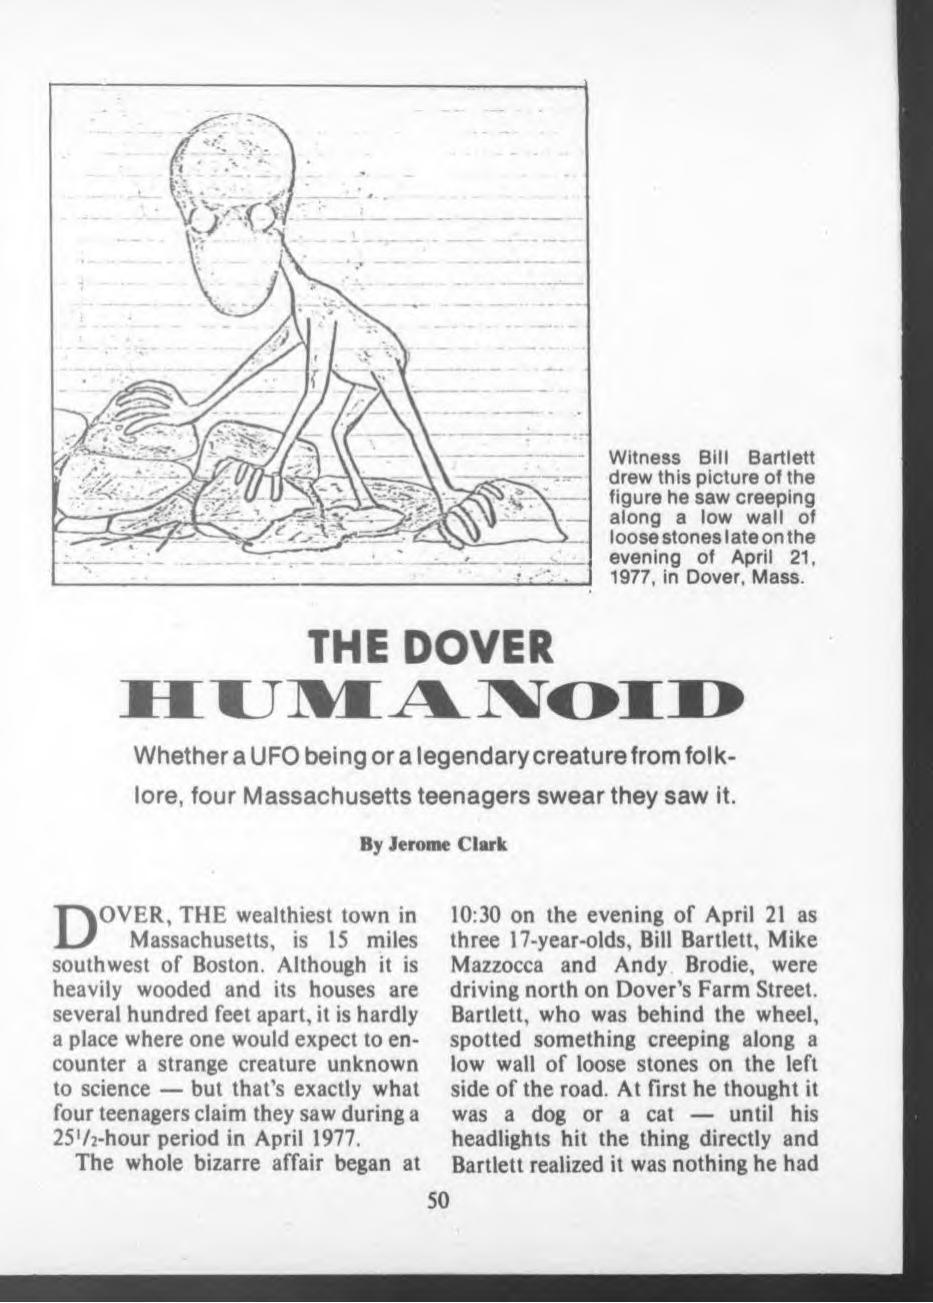 Witness Bill Bartlett
drew this picture of the
figure he saw creeping
along a low wall of
loose stones late on the
evening of April 21,
1977, in Dover, Mass.
THE DOVER
HUMANOID
Whether a UFO being or a legendary creature from folk-
lore, four Massachusetts teenagers swear they saw it.
By Jerome Clark
DOVER, THE wealthiest town in
Massachusetts, is 15 miles
southwest of Boston. Although it is
heavily wooded and its houses are
several hundred feet apart, it is hardly
a place where one would expect to en-
counter a strange creature unknown
to science — but that's exactly what
four teenagers claim they saw during a
25½-hour period in April 1977.
The whole bizarre affair began at
10:30 on the evening of April 21 as
three 17-year-olds, Bill Bartlett, Mike
Mazzocca and Andy Brodie, were
driving north on Dover's Farm Street.
Bartlett, who was behind the wheel,
spotted something creeping along a
low wall of loose stones on the left
side of the road. At first he thought it
was a dog or a cat — until his
headlights hit the thing directly and
Bartlett realized it was nothing he had
50